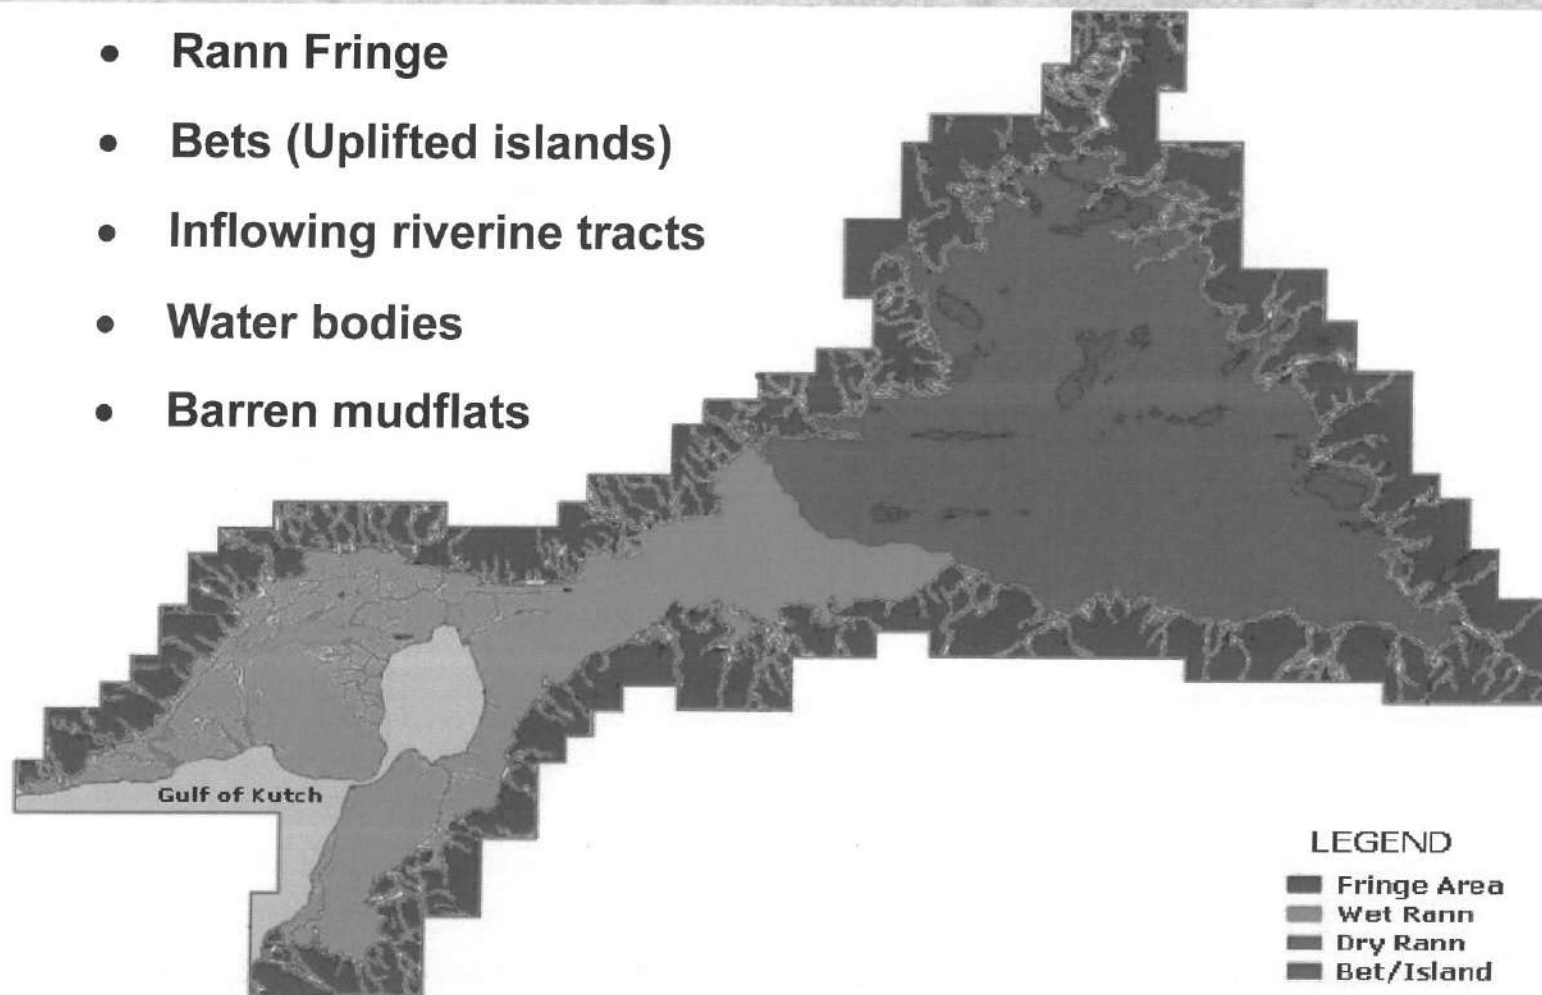 • Rann Fringe
• Bets (Uplifted islands)
• Inflowing riverine tracts
• Water bodies
• Barren mudflats
Gulf of Kutch
LEGEND
Fringe Area
Wet Rann
Dry Rann
Bet/Island